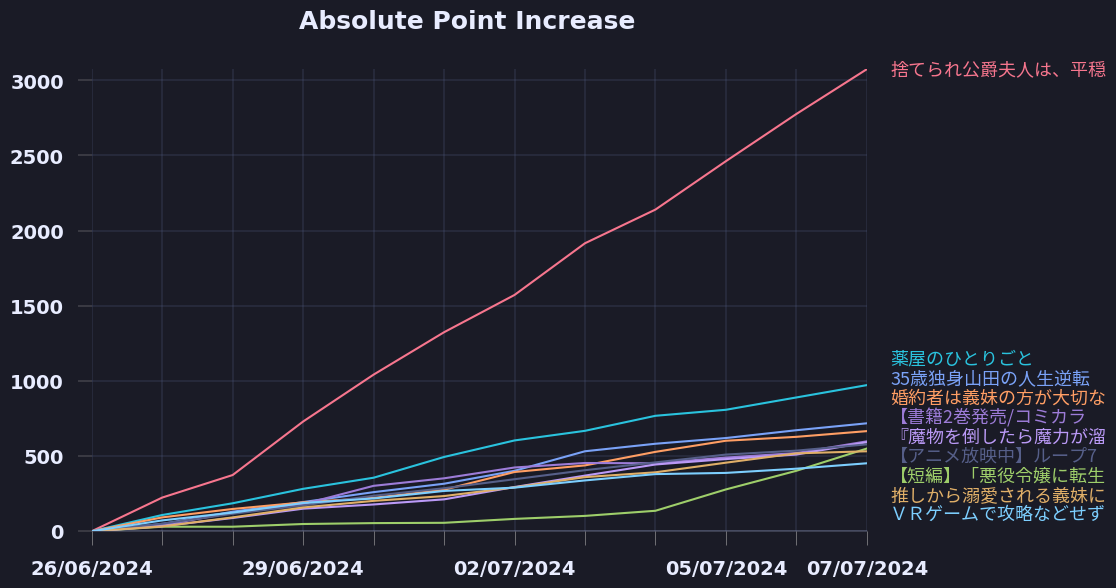 Absolute Point Increase
3000
2500
2000
1500
1000
500
0
26/06/2024
29/06/2024
02/07/2024
05/07/2024
07/07/2024
捨てられ公爵夫人は、平穏
薬屋のひとりごと
35歳独身山田の人生逆転
婚約者は義妹の方が大切な
【書籍2巻発売/コミカラ
『魔物を倒したら魔力が溜
【アニメ放映中】ループ7
【短編】「悪役令嬢に転生
推しから溺愛される義妹に
ＶＲゲームで攻略などせず